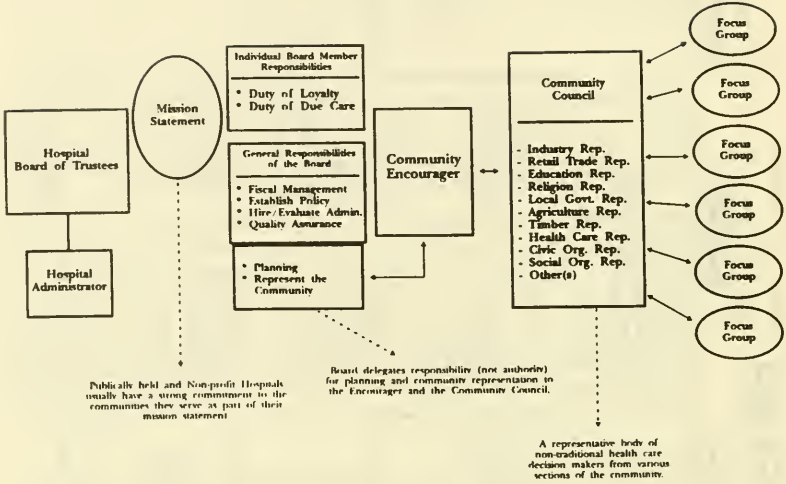 Hospital
Board of Trustees
Hospital
Administrator
Mission
Statement
Individual Board Member
Responsibilities
• Duty of Loyalty
• Duty of Due Care
General Responsibilities
of the Board
• Fiscal Management
• Establish Policy
• Hire/Evaluate Admin.
• Quality Assurance
• Planning
• Represent the
Community
Community
Encourager
Community
Council
- Industry Rep.
- Retail Trade Rep.
- Education Rep.
- Religion Rep.
- Local Govt. Rep.
- Agriculture Rep.
- Timber Rep.
- Health Care Rep.
- Civic Org. Rep.
- Social Org. Rep.
- Other(s)
Focus
Group
Focus
Group
Focus
Group
Focus
Group
Focus
Group
Focus
Group
Publically held and Non-profit Hospitals
usually have a strong commitment to the
communities they serve as part of their
mission statement
Board delegates responsibility (not authority)
for planning and community representation to
the Encourager and the Community Council.
A representative body of
non-traditional health care
decision makers from various
sections of the community.